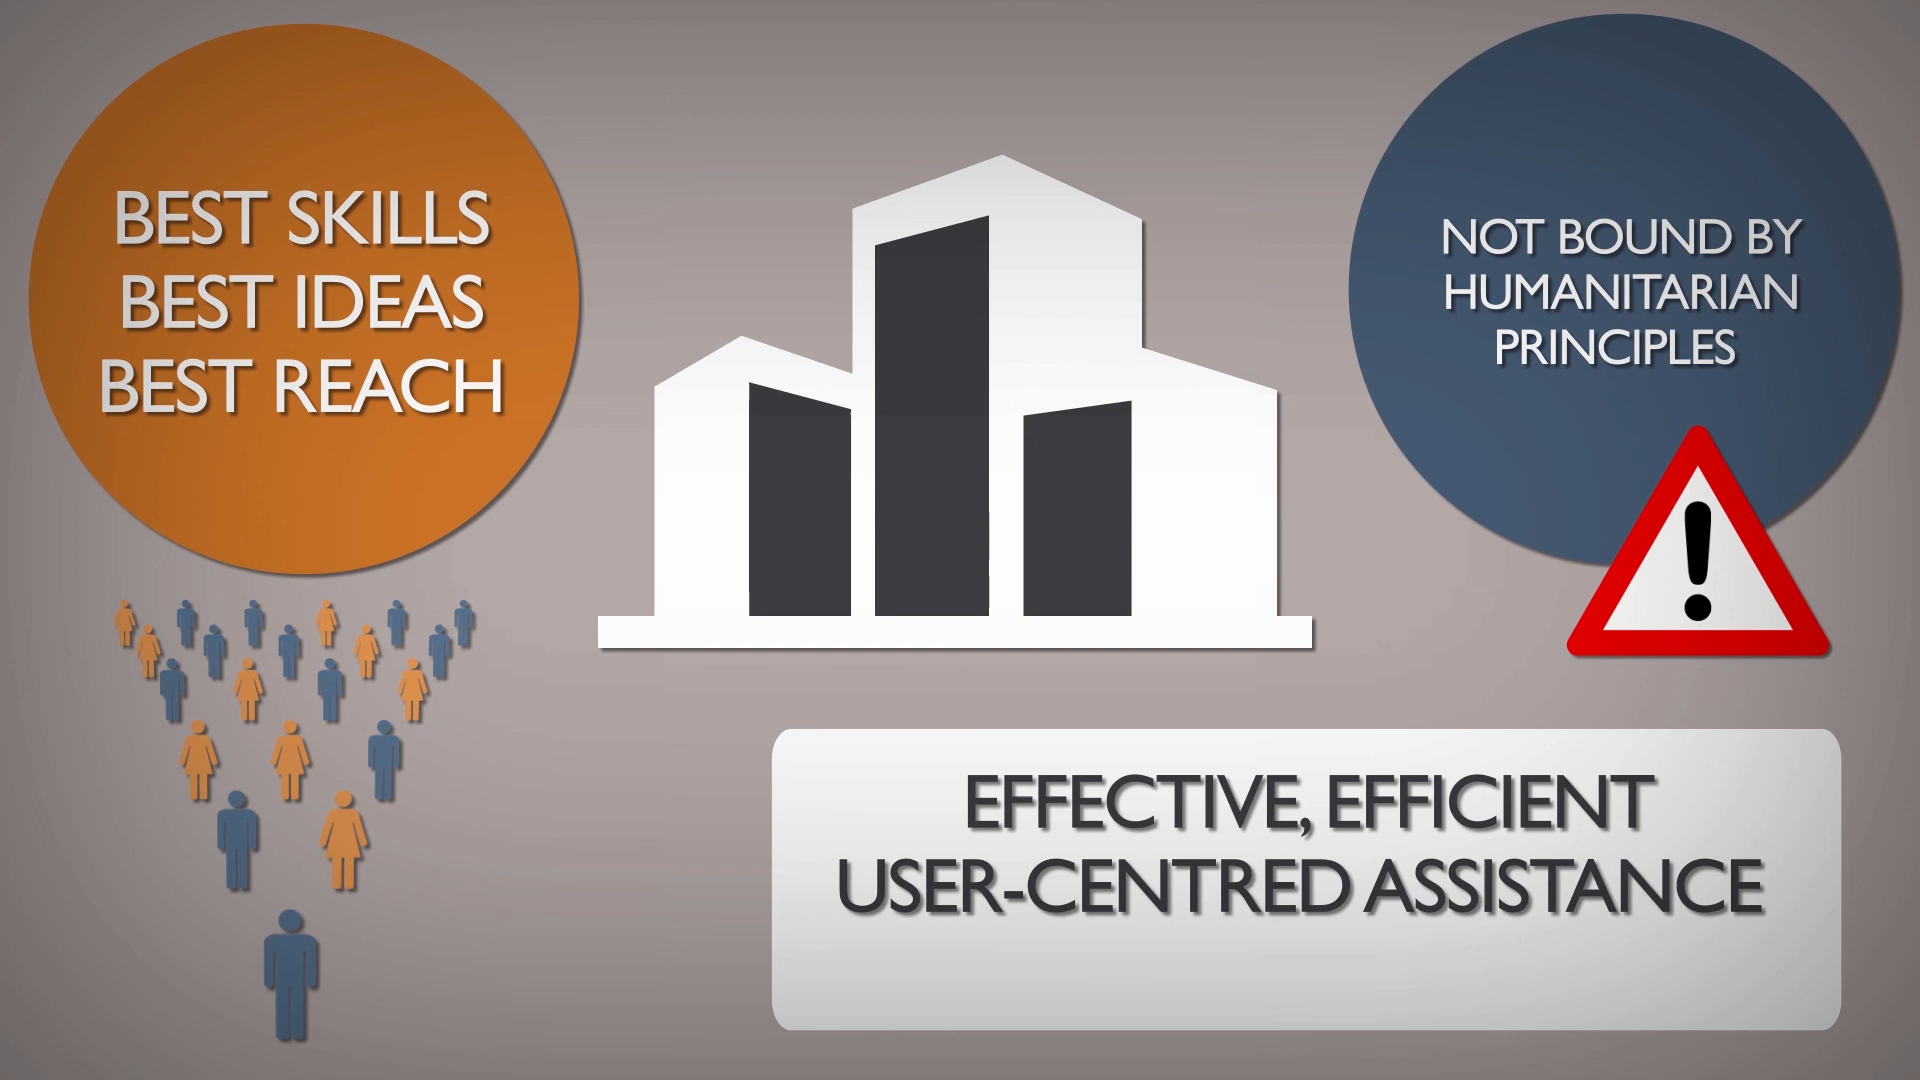 BEST SKILLS
BEST IDEAS
BEST REACH
NOT BOUND BY
HUMANITARIAN
PRINCIPLES
!
EFFECTIVE, EFFICIENT
USER-CENTRED ASSISTANCE